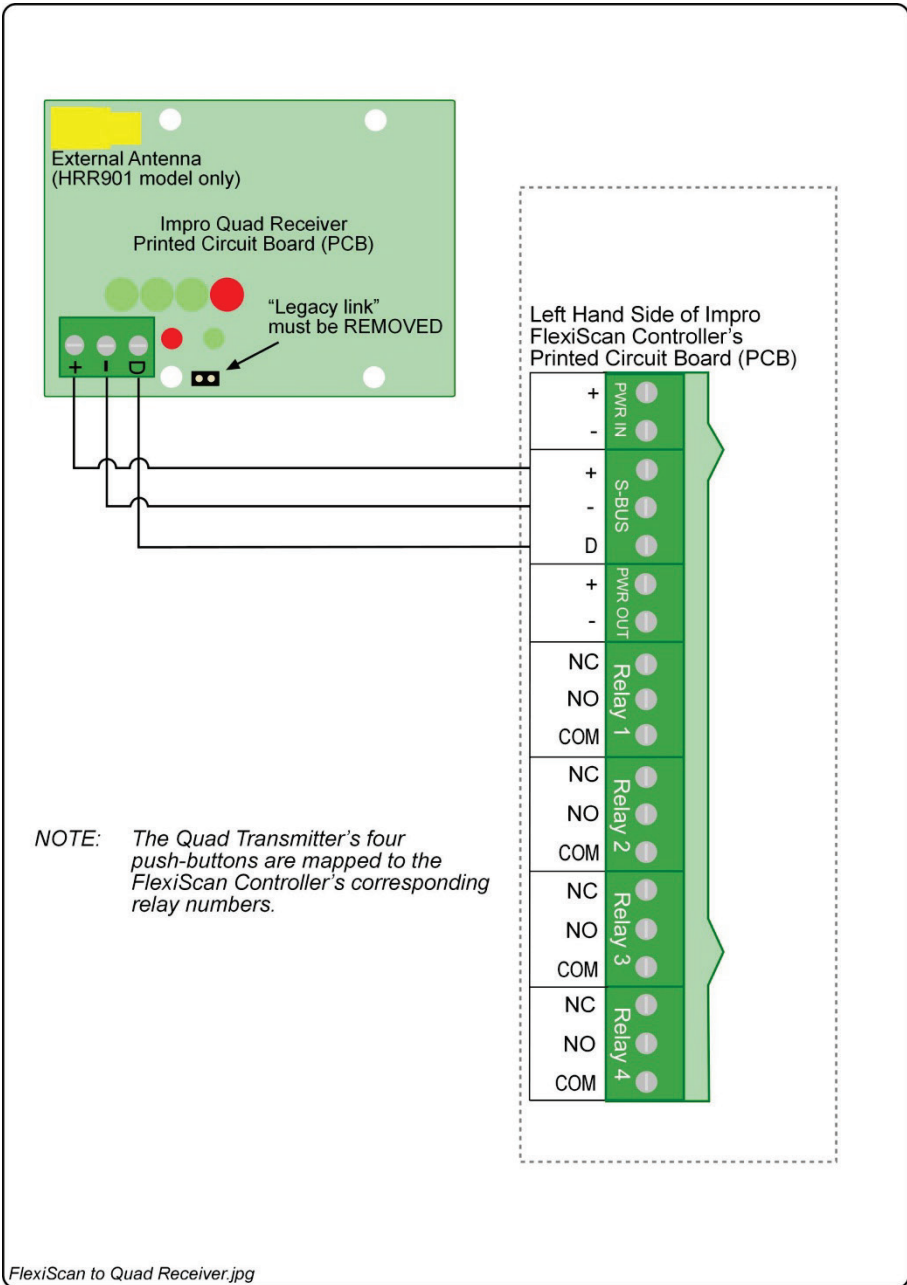 External Antenna
(HRR901 model only)
Impro Quad Receiver
Printed Circuit Board (PCB)
“Legacy link”
must be REMOVED
+
-
D
Left Hand Side of Impro
FlexiScan Controller's
Printed Circuit Board (PCB)
+
-
PWR IN
+
-
D
S-BUS
+
-
PWR OUT
NC
NO
COM
Relay 1
NC
NO
COM
Relay 2
NC
NO
COM
Relay 3
NC
NO
COM
Relay 4
NOTE: The Quad Transmitter's four
push-buttons are mapped to the
FlexiScan Controller's corresponding
relay numbers.
FlexiScan to Quad Receiver.jpg